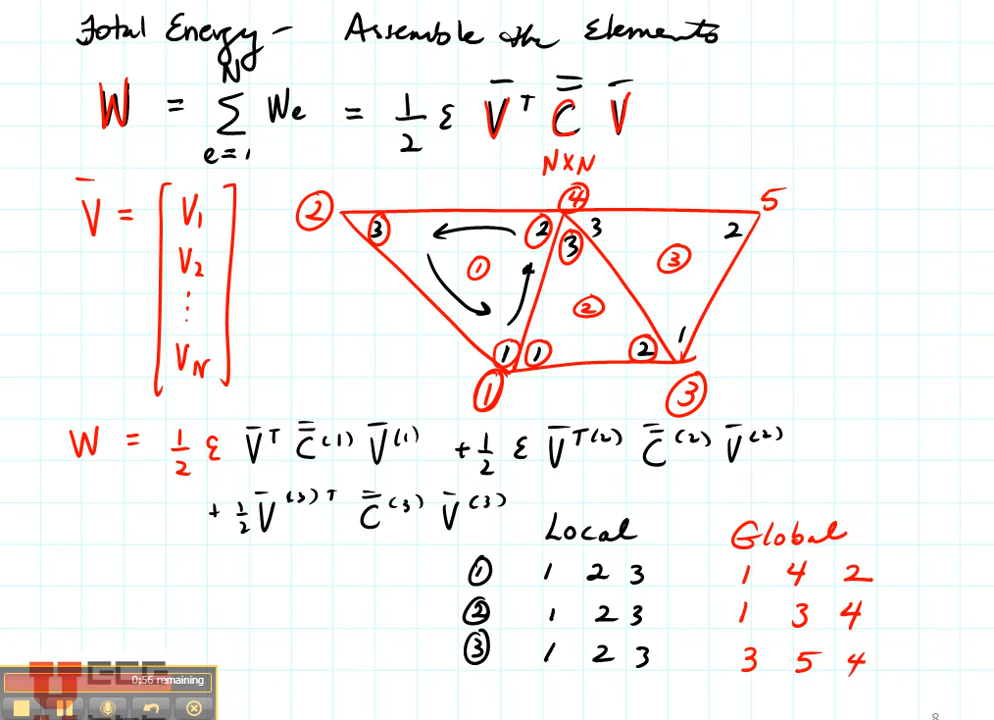 Total Energy - Assemble the Elements
W = N ∑ e=1 We = 1/2 ε V̄ᵀ C̿ V̄
N×N
V̄ = [V1 V2 ⋮ VN]
2 4 5
3 2 3 3 2
1 3
2
1 1 2 1
1 3
W = 1/2 ε V̄ᵀ C̿⁽¹⁾ V̄⁽¹⁾ + 1/2 ε V̄ᵀ⁽²⁾ C̿⁽²⁾ V̄⁽²⁾
+ 1/2 V̄⁽³⁾ᵀ C̿⁽³⁾ V̄⁽³⁾
Local Global
① 1 2 3 1 4 2
② 1 2 3 1 3 4
③ 1 2 3 3 5 4
0:56 remaining
8